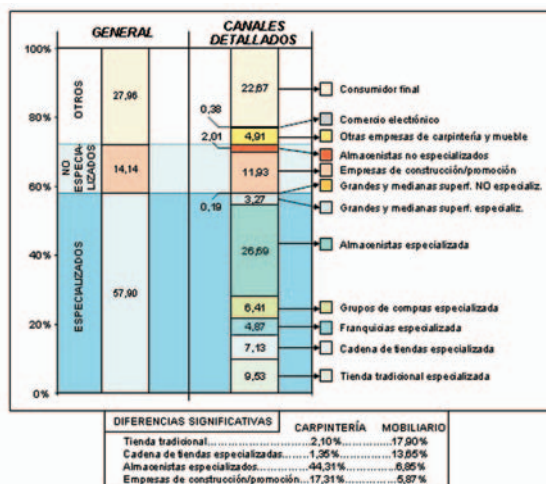 GENERAL
CANALES DETALLADOS
100%
80%
60%
40%
20%
0%
OTROS
NO ESPECIA-LIZADOS
ESPECIALIZADOS
27,96
14,14
57,90
22,67
0,38
4,91
2,01
11,93
0,19
3,27
26,69
6,41
4,87
7,13
9,53
Consumidor final
Comercio electrónico
Otras empresas de carpintería y mueble
Almacenistas no especializados
Empresas de construcción/promoción
Grandes y medianas superf. NO especializ.
Grandes y medianas superf. especializ.
Almacenistas especializada
Grupos de compras especializada
Franquicias especializada
Cadena de tiendas especializada
Tienda tradicional especializada
DIFERENCIAS SIGNIFICATIVAS CARPINTERÍA MOBILIARIO
Tienda tradicional..................2,10%...............17,90%
Cadena de tiendas especializadas........1,35%...............13,65%
Almacenistas especializados..........44,31%...............6,85%
Empresas de construcción/promoción....17,31%...............5,87%